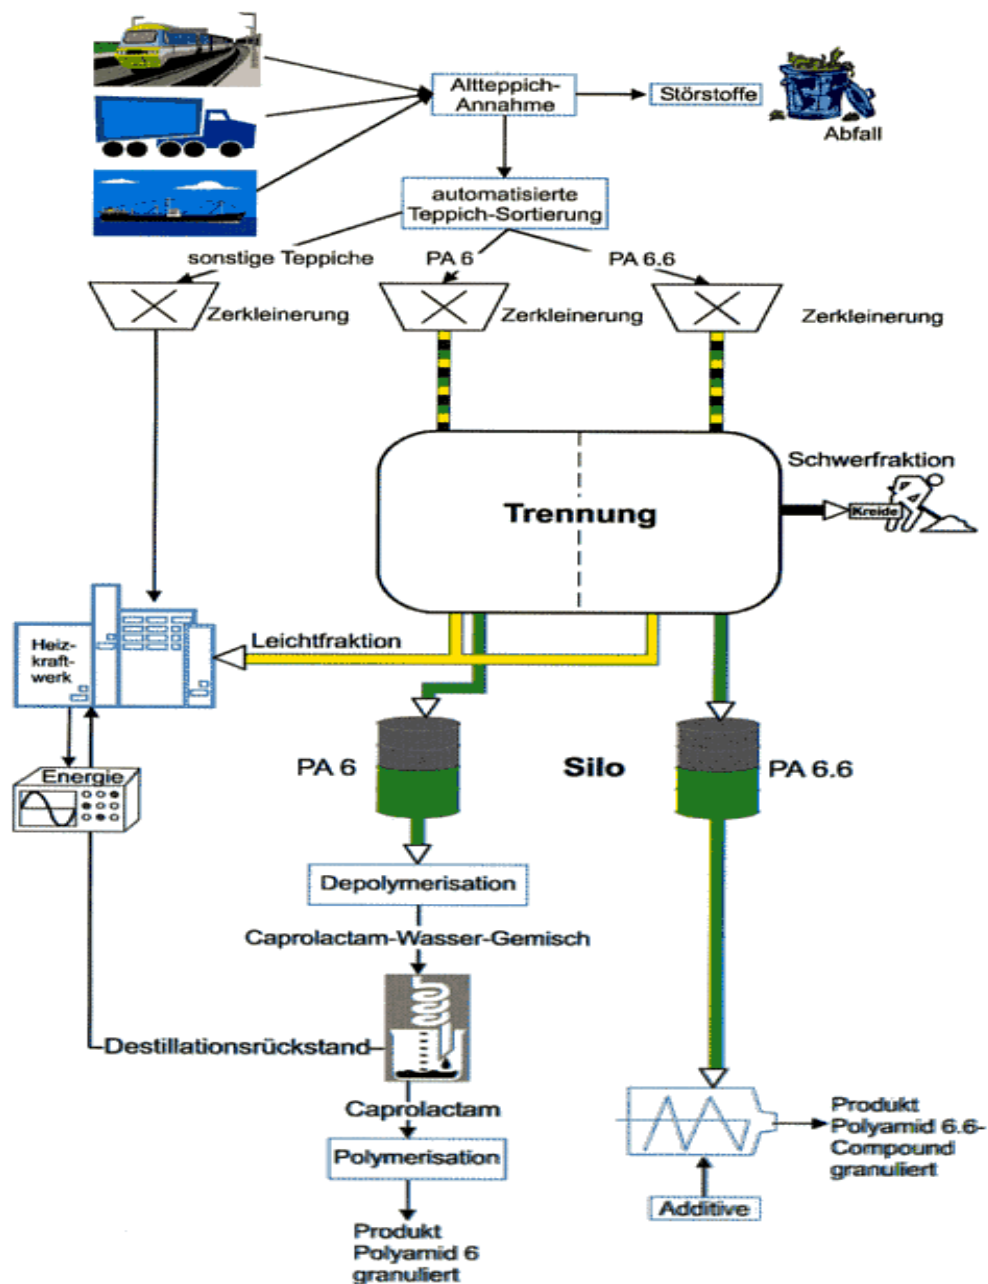 Altteppich-
Annahme
Störstoffe
Abfall
automatisierte
Teppich-Sortierung
sonstige Teppiche
PA 6
PA 6.6
Zerkleinerung
Zerkleinerung
Zerkleinerung
Schwerfraktion
Trennung
Kreide
Leichtfraktion
Heiz-
kraft-
werk
PA 6
Silo
PA 6.6
Energie
Depolymerisation
Caprolactam-Wasser-Gemisch
Destillationsrückstand
Caprolactam
Produkt
Polyamid 6.6-
Compound
granuliert
Polymerisation
Additive
Produkt
Polyamid 6
granuliert